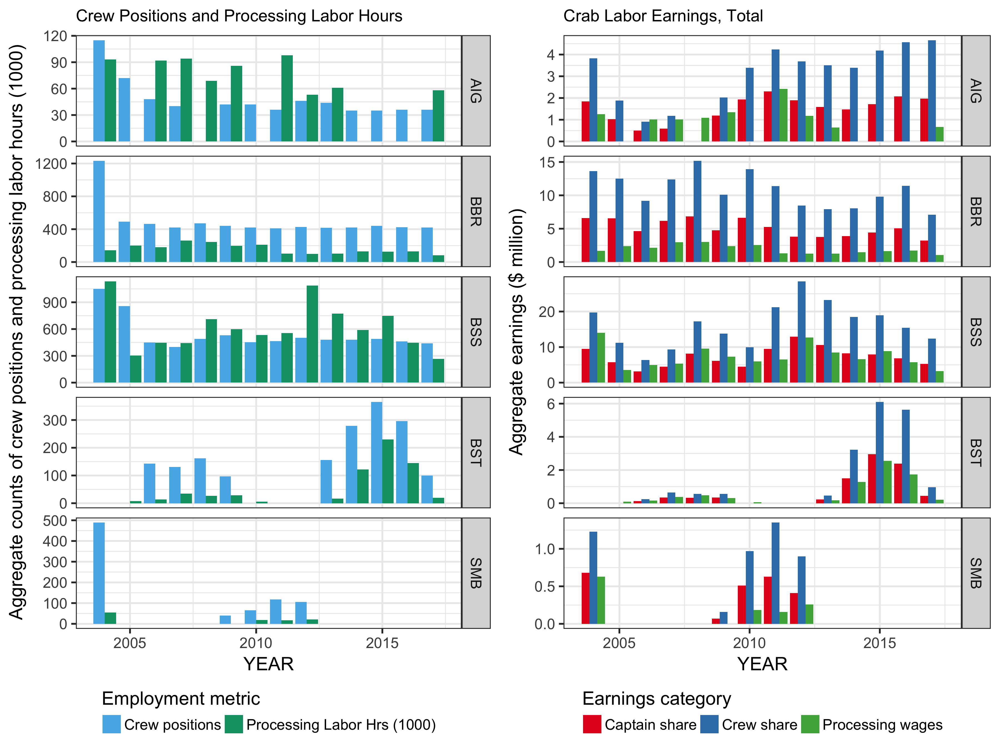 Crew Positions and Processing Labor Hours
Aggregate counts of crew positions and processing labor hours (1000)
120
90
60
30
0
AIG
1200
800
400
0
BBR
900
600
300
0
BSS
300
200
100
0
BST
500
400
300
200
100
0
SMB
2005 2010 2015
YEAR
Employment metric
Crew positions Processing Labor Hrs (1000)
Crab Labor Earnings, Total
Aggregate earnings ($ million)
4
3
2
1
0
AIG
15
10
5
0
BBR
20
10
0
BSS
6
4
2
0
BST
1.0
0.5
0.0
SMB
2005 2010 2015
YEAR
Earnings category
Captain share Crew share Processing wages